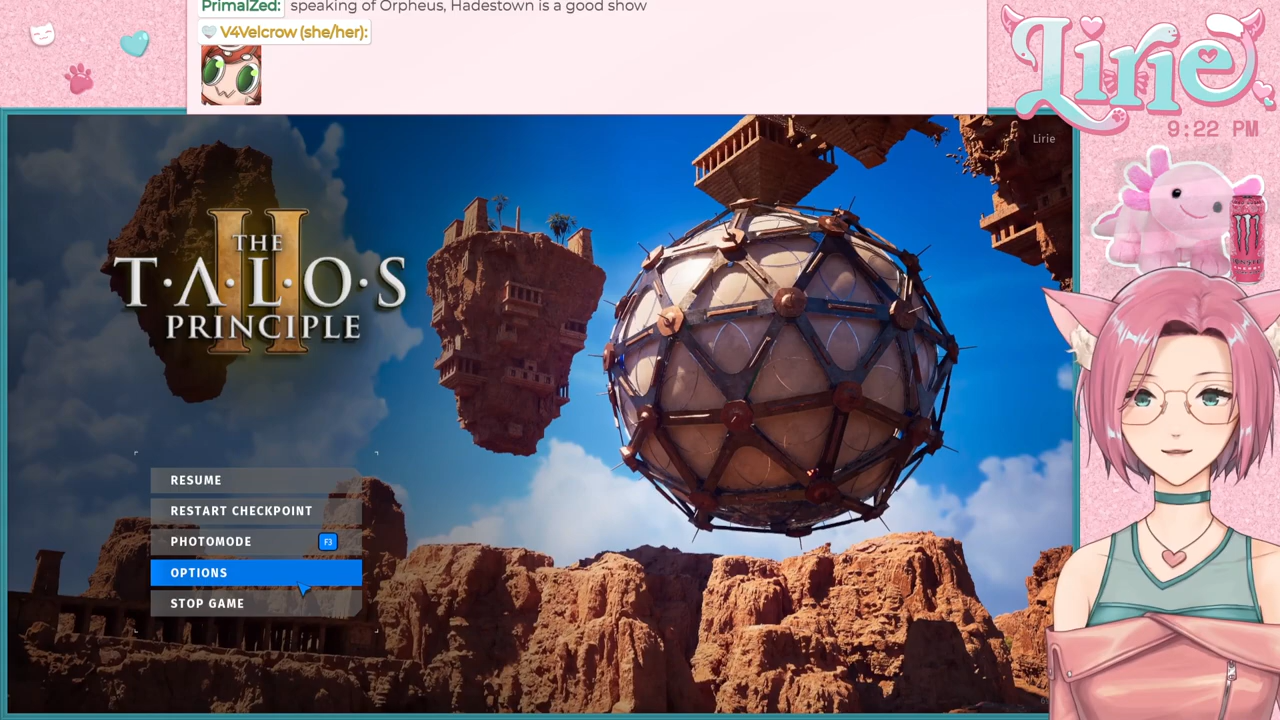 PrimalZed: speaking of Orpheus, Hadestown is a good show
V4Velcrow (she/her):
Lirie
9:22 PM
Lirie
THE
T·A·L·O·S
PRINCIPLE
II
RESUME
RESTART CHECKPOINT
PHOTOMODE F3
OPTIONS
STOP GAME